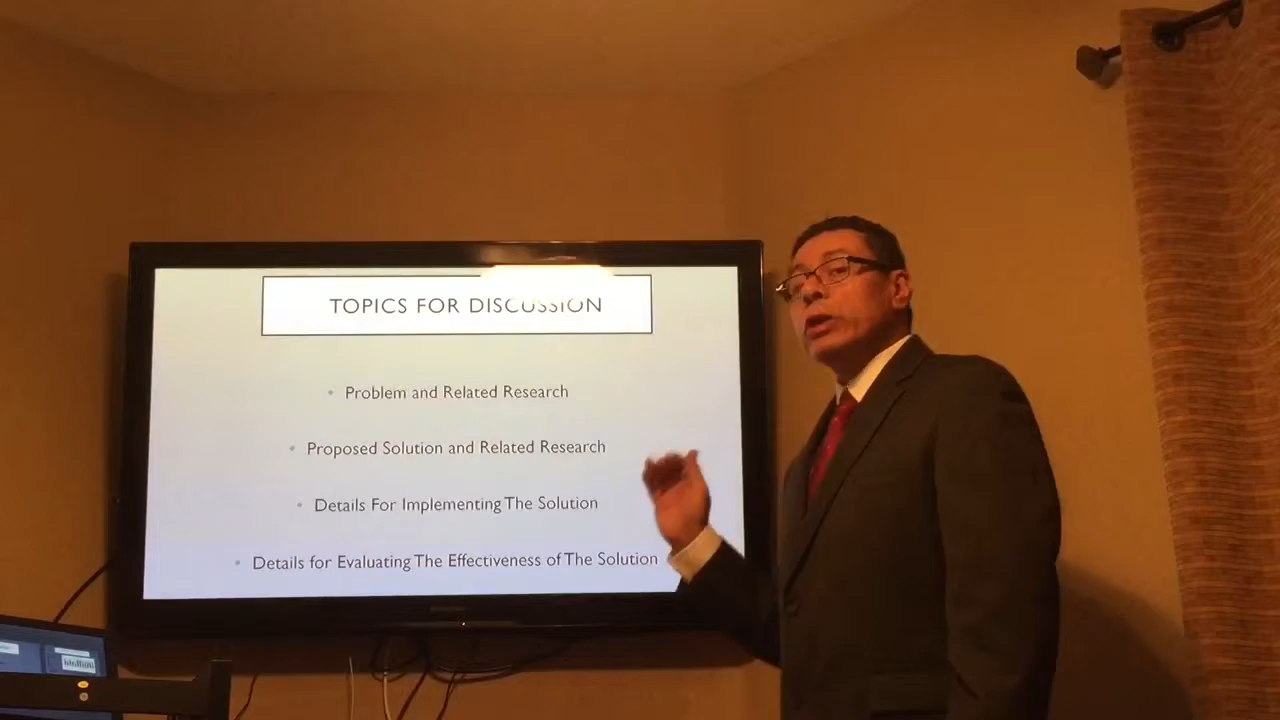 TOPICS FOR DISCUSSION
• Problem and Related Research
• Proposed Solution and Related Research
• Details For Implementing The Solution
• Details for Evaluating The Effectiveness of The Solution